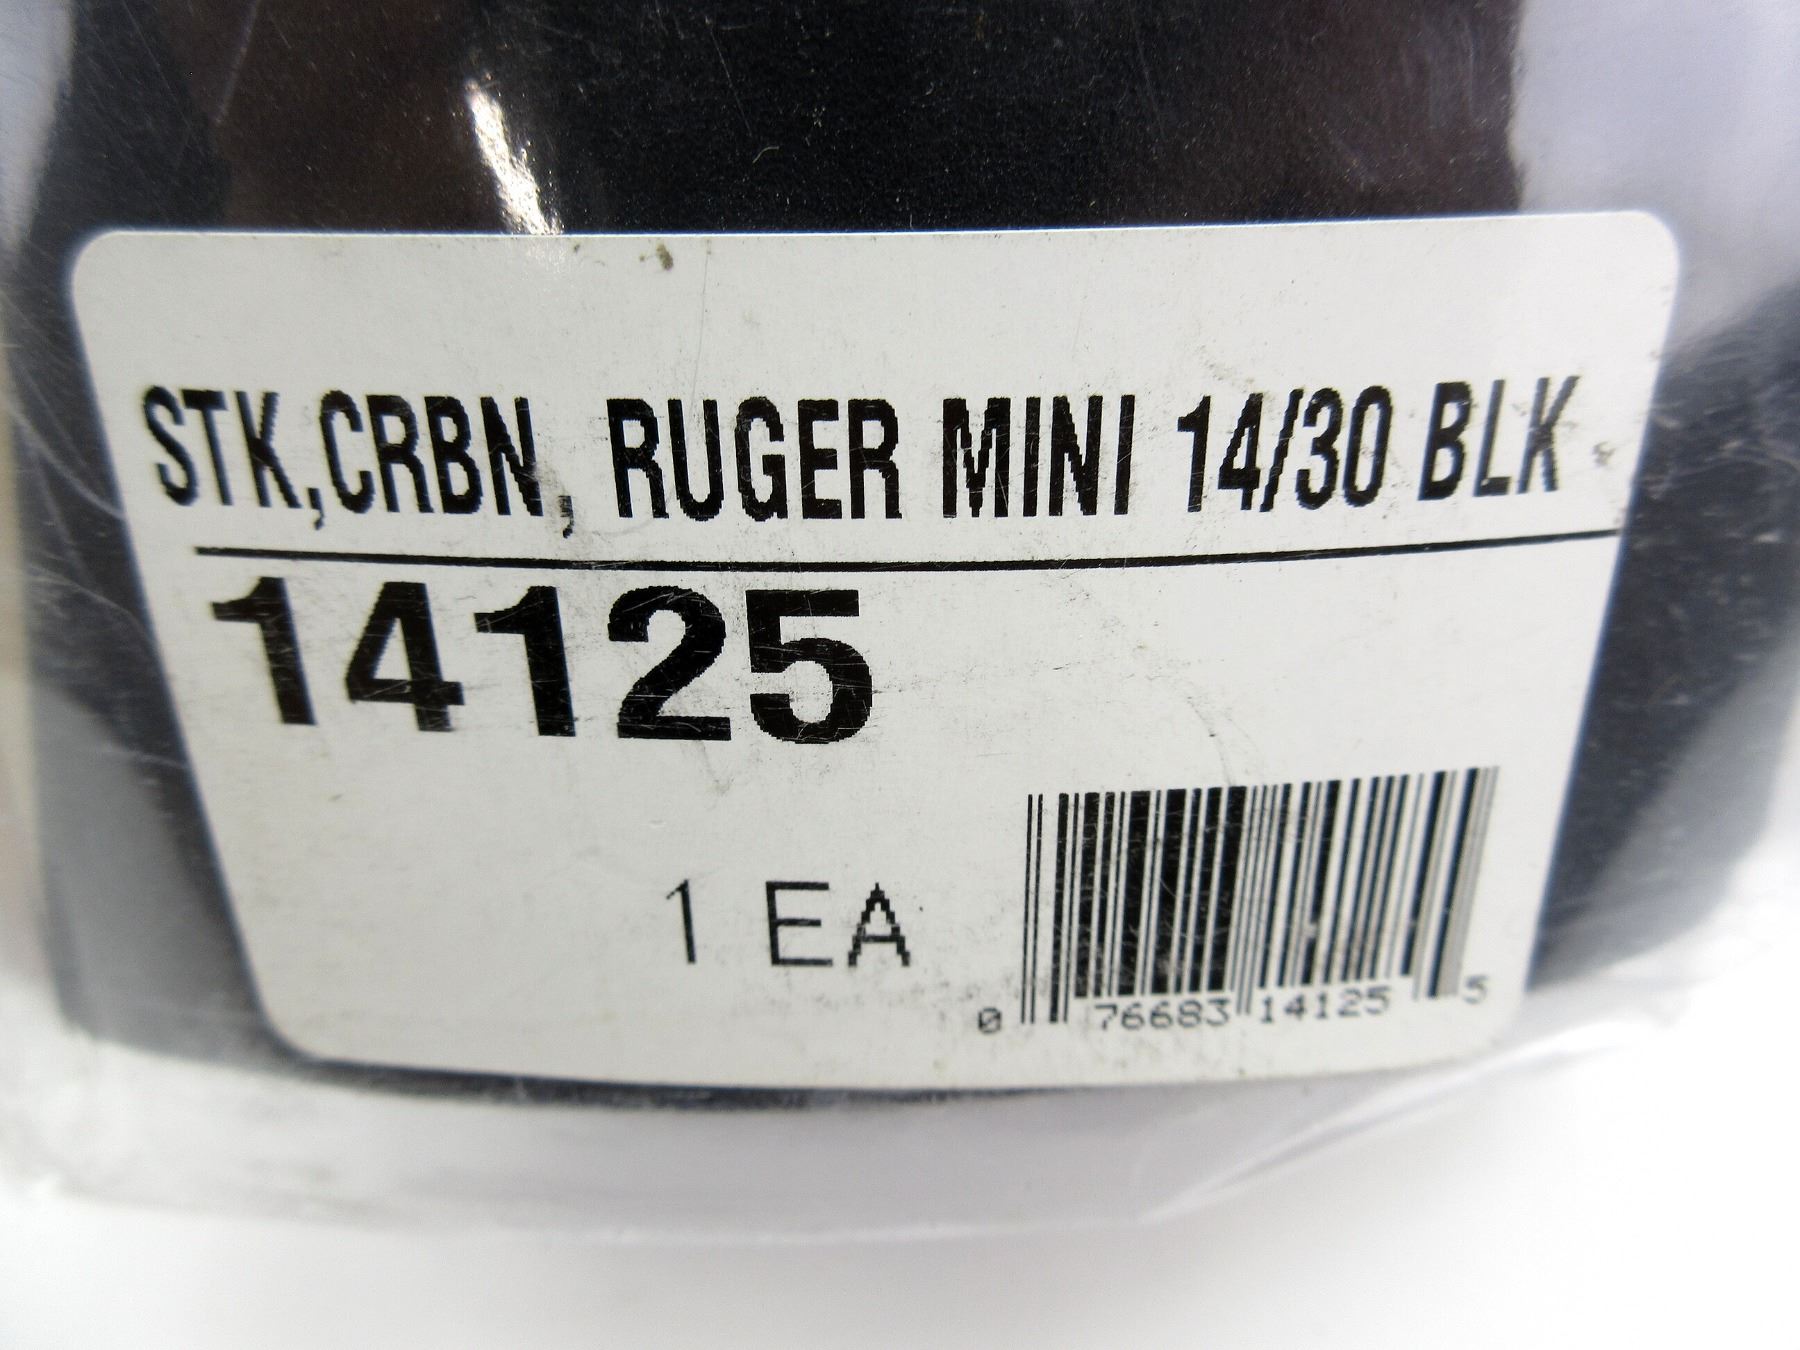 STK,CRBN, RUGER MINI 14/30 BLK
14125
1 EA
0 76683 14125 5